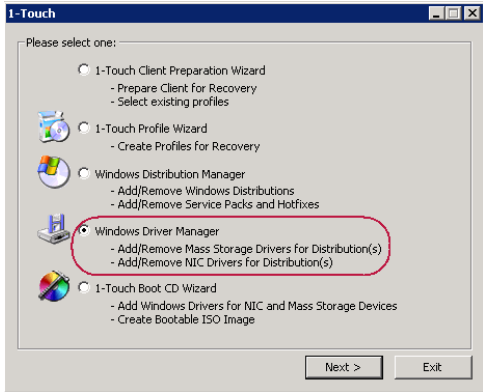 1-Touch
Please select one:
1-Touch Client Preparation Wizard
- Prepare Client for Recovery
- Select existing profiles
1-Touch Profile Wizard
- Create Profiles for Recovery
Windows Distribution Manager
- Add/Remove Windows Distributions
- Add/Remove Service Packs and Hotfixes
Windows Driver Manager
- Add/Remove Mass Storage Drivers for Distribution(s)
- Add/Remove NIC Drivers for Distribution(s)
1-Touch Boot CD Wizard
- Add Windows Drivers for NIC and Mass Storage Devices
- Create Bootable ISO Image
Next > Exit